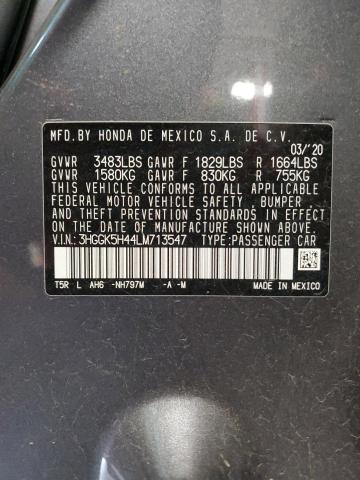 MFD.BY HONDA DE MEXICO S.A. DE C.V.
03/'20
GVWR 3483LBS GAWR F 1829LBS R 1664LBS
GVWR 1580KG GAWR F 830KG R 755KG
THIS VEHICLE CONFORMS TO ALL APPLICABLE
FEDERAL MOTOR VEHICLE SAFETY , BUMPER
AND THEFT PREVENTION STANDARDS IN
EFFECT ON THE DATE OF MANUFACTURE
SHOWN ABOVE.
V.I.N.: 3HGGK5H44LM713547 TYPE:PASSENGER CAR
T5R L AH6 -NH797M -A -M MADE IN MEXICO